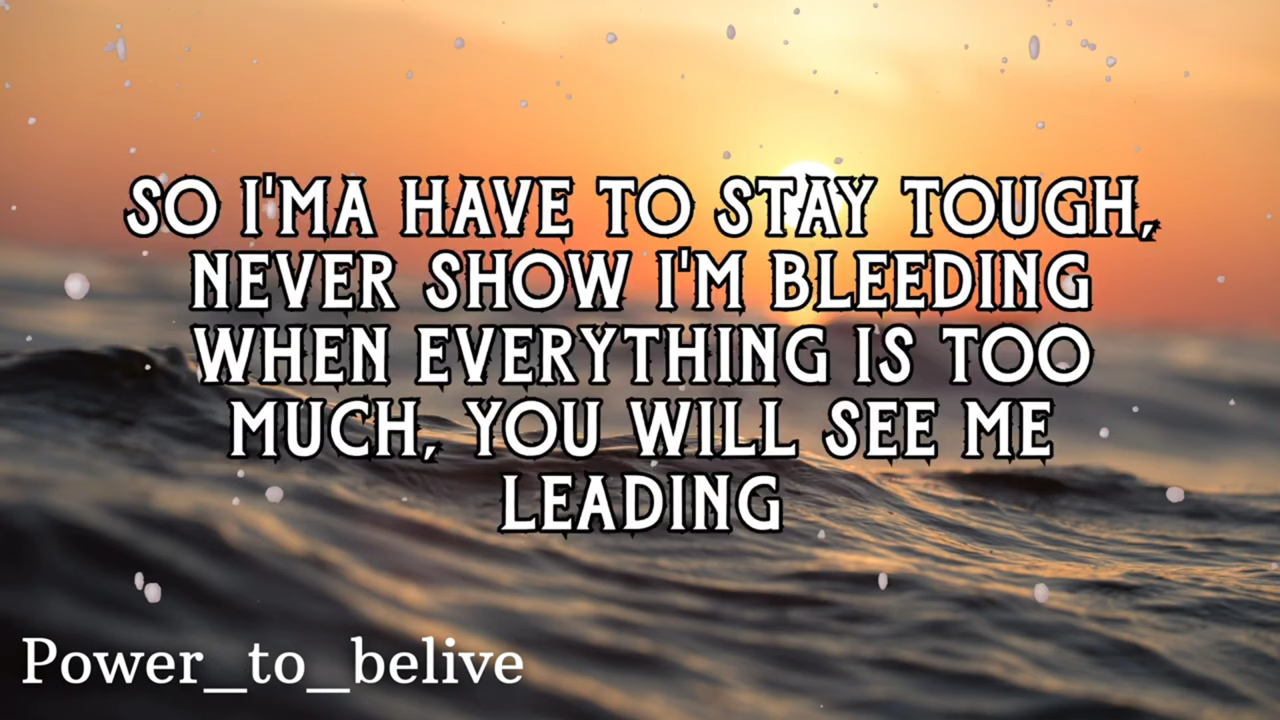 SO I'MA HAVE TO STAY TOUGH,
NEVER SHOW I'M BLEEDING
WHEN EVERYTHING IS TOO
MUCH, YOU WILL SEE ME
LEADING
Power_to_belive